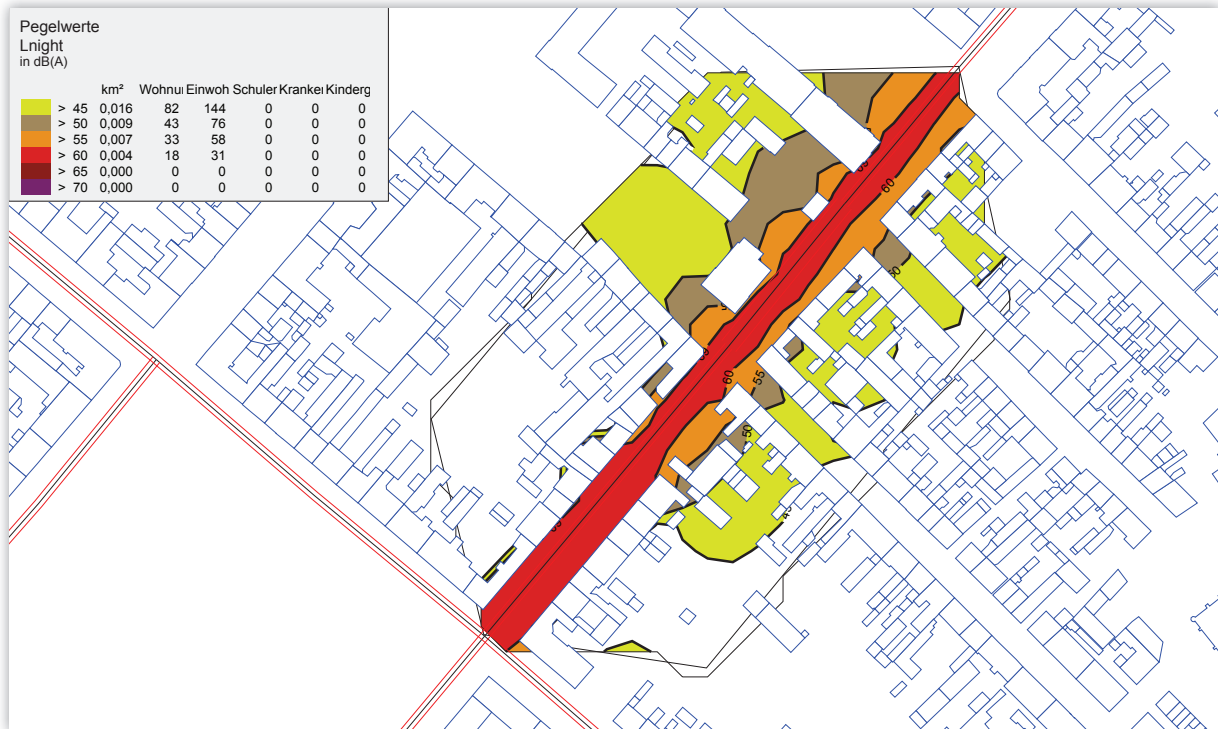 Pegelwerte
Lnight
in dB(A)
km² Wohnu Einwoh Schuler Kranke Kinderg
> 45 0,016 82 144 0 0 0
> 50 0,009 43 76 0 0 0
> 55 0,007 33 58 0 0 0
> 60 0,004 18 31 0 0 0
> 65 0,000 0 0 0 0 0
> 70 0,000 0 0 0 0 0
60
50
60
55
50